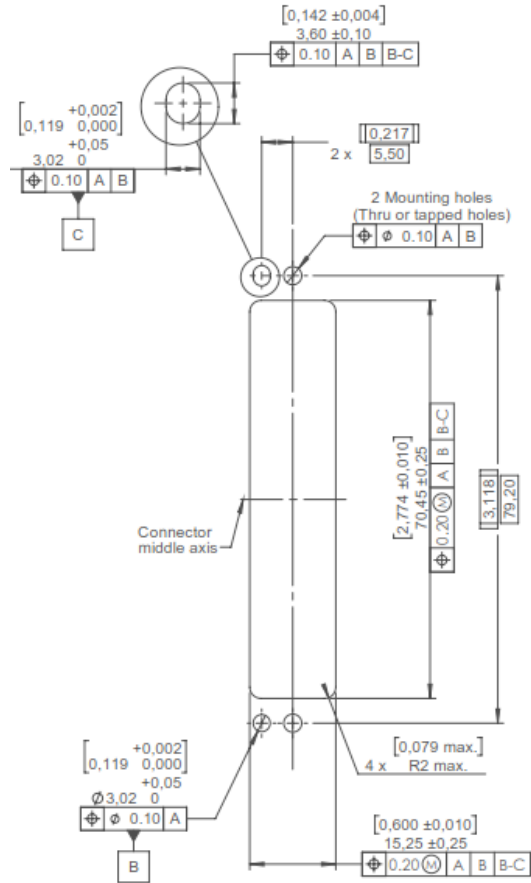 [0,142 ±0,004]
3,60 ±0,10
⌖ 0.10 A B B-C
+0,002
[0,119 0,000]
+0,05
3,02 0
⌖ 0.10 A B
C
[0,217]
2 x 5,50
2 Mounting holes
(Thru or tapped holes)
⌖ ⌀ 0.10 A B
[2,774 ±0,010]
70,45 ±0,25
⌖ 0.20 Ⓜ A B B-C
[3,118]
79,20
Connector
middle axis
+0,002
[0,119 0,000]
+0,05
⌀3,02 0
⌖ ⌀ 0.10 A
B
[0,079 max.]
4 x R2 max.
[0,600 ±0,010]
15,25 ±0,25
⌖ 0.20 Ⓜ A B B-C